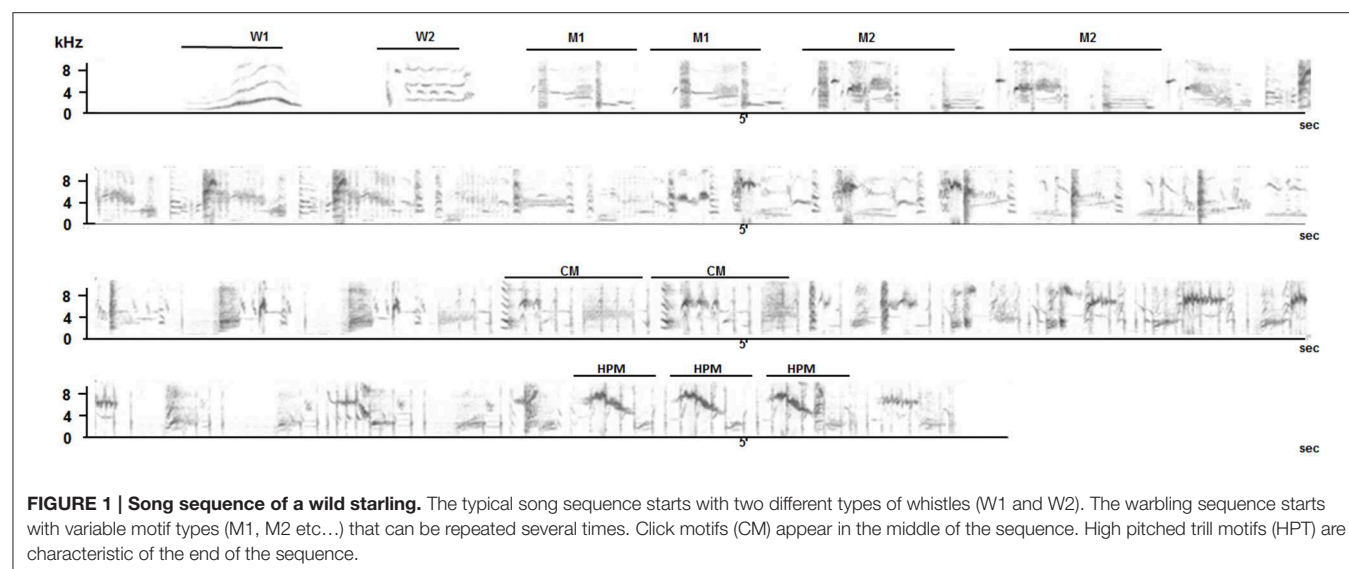 W1 W2 M1 M1 M2 M2
kHz
8
4
0
5'
sec
8
4
0
5'
sec
CM CM
8
4
0
5'
sec
HPM HPM HPM
8
4
0
5'
sec
FIGURE 1 | Song sequence of a wild starling. The typical song sequence starts with two different types of whistles (W1 and W2). The warbling sequence starts
with variable motif types (M1, M2 etc…) that can be repeated several times. Click motifs (CM) appear in the middle of the sequence. High pitched trill motifs (HPT) are
characteristic of the end of the sequence.